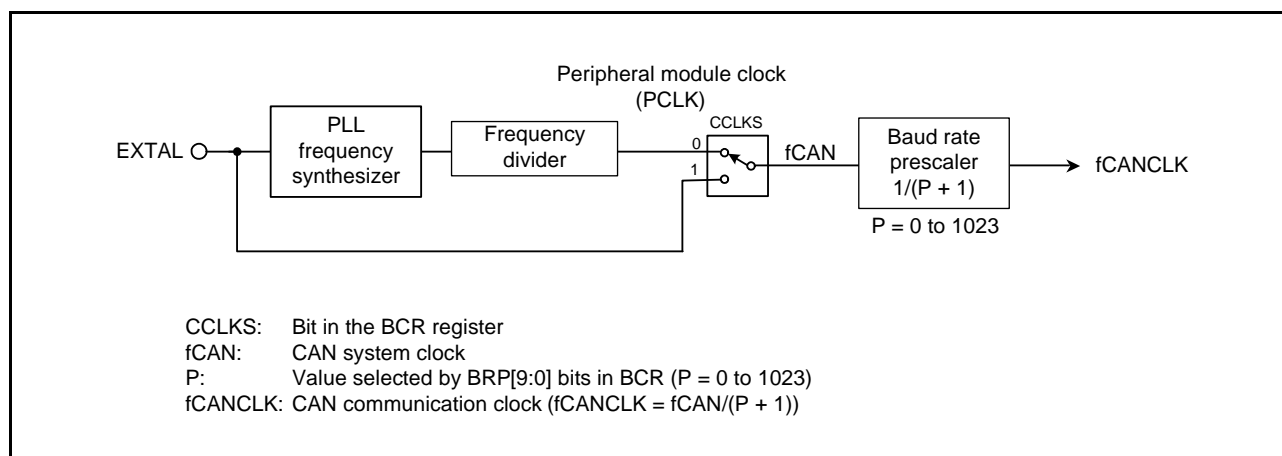 Peripheral module clock
(PCLK)
EXTAL
PLL
frequency
synthesizer
Frequency
divider
CCLKS
0
1
fCAN
Baud rate
prescaler
1/(P + 1)
P = 0 to 1023
fCANCLK
CCLKS: Bit in the BCR register
fCAN: CAN system clock
P: Value selected by BRP[9:0] bits in BCR (P = 0 to 1023)
fCANCLK: CAN communication clock (fCANCLK = fCAN/(P + 1))